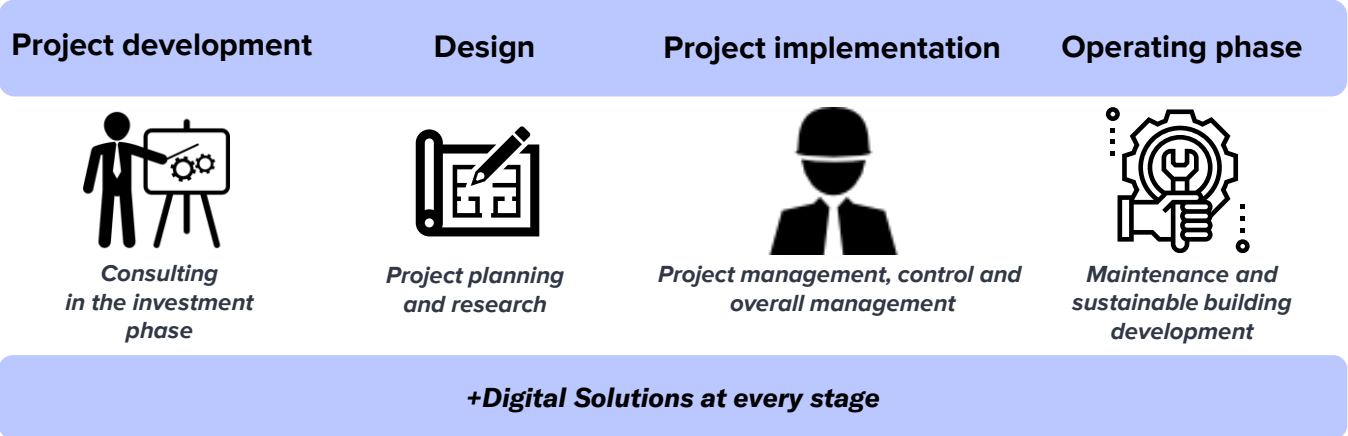 Project development
Design
Project implementation
Operating phase
Consulting
in the investment
phase
Project planning
and research
Project management, control and
overall management
Maintenance and
sustainable building
development
+Digital Solutions at every stage